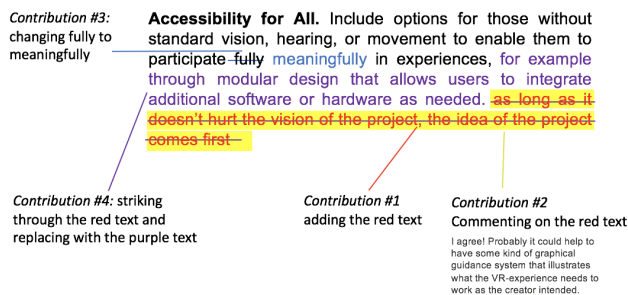 Contribution #3:
changing fully to
meaningfully
Accessibility for All. Include options for those without
standard vision, hearing, or movement to enable them to
participate fully meaningfully in experiences, for example
through modular design that allows users to integrate
additional software or hardware as needed. as long as it
doesn't hurt the vision of the project, the idea of the project
comes first
Contribution #4: striking
through the red text and
replacing with the purple text
Contribution #1
adding the red text
Contribution #2
Commenting on the red text
I agree! Probably it could help to
have some kind of graphical
guidance system that illustrates
what the VR-experience needs to
work as the creator intended.